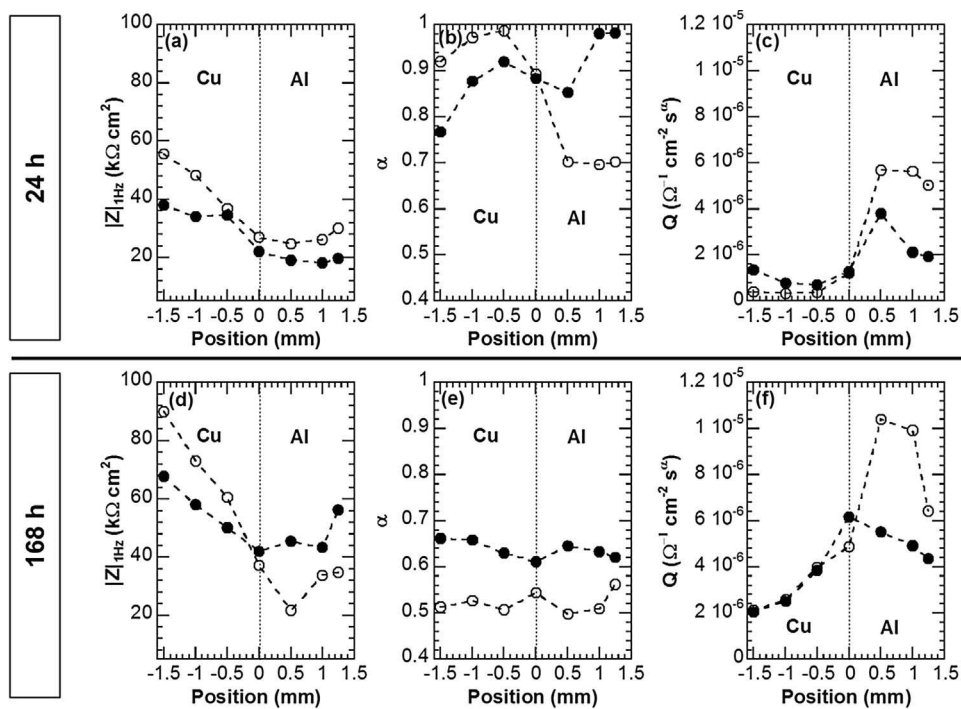 24 h
(a)
Cu
Al
|Z|1Hz (kΩ cm²)
100
80
60
40
20
-1.5 -1 -0.5 0 0.5 1 1.5
Position (mm)
(b)
Cu
Al
α
1
0.9
0.8
0.7
0.6
0.5
0.4
-1.5 -1 -0.5 0 0.5 1 1.5
Position (mm)
(c)
Cu
Al
Q (Ω⁻¹ cm⁻² sᵅ)
1.2 10⁻⁵
1 10⁻⁵
8 10⁻⁶
6 10⁻⁶
4 10⁻⁶
2 10⁻⁶
0
-1.5 -1 -0.5 0 0.5 1 1.5
Position (mm)
168 h
(d)
Cu
Al
|Z|1Hz (kΩ cm²)
100
80
60
40
20
-1.5 -1 -0.5 0 0.5 1 1.5
Position (mm)
(e)
Cu
Al
α
1
0.9
0.8
0.7
0.6
0.5
0.4
-1.5 -1 -0.5 0 0.5 1 1.5
Position (mm)
(f)
Cu
Al
Q (Ω⁻¹ cm⁻² sᵅ)
1.2 10⁻⁵
1 10⁻⁵
8 10⁻⁶
6 10⁻⁶
4 10⁻⁶
2 10⁻⁶
0
-1.5 -1 -0.5 0 0.5 1 1.5
Position (mm)